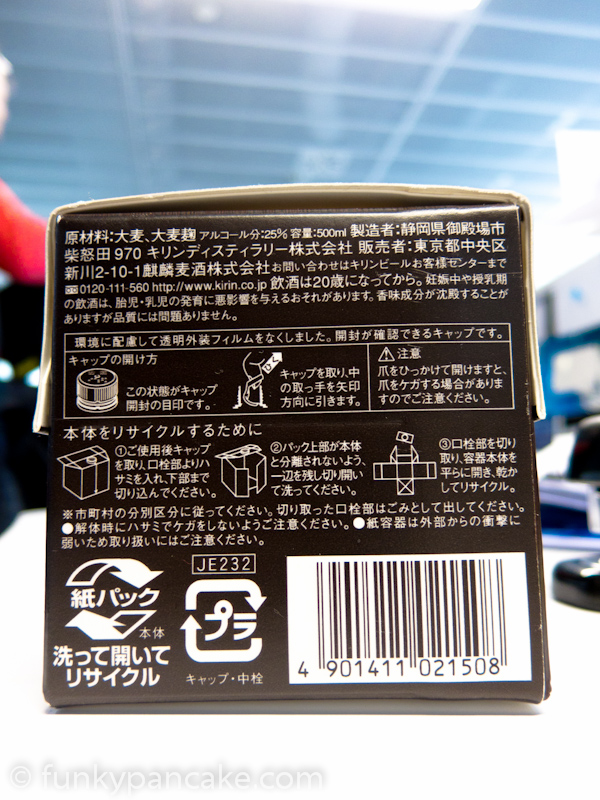 原材料:大麦、大麦麹 アルコール分:25% 容量:500ml 製造者:静岡県御殿場市
柴怒田970 キリンディスティラリー株式会社 販売者:東京都中央区
新川2-10-1麒麟麦酒株式会社お問い合わせはキリンビールお客様センターまで
0120-111-560 http://www.kirin.co.jp 飲酒は20歳になってから。妊娠中や授乳期
の飲酒は、胎児・乳児の発育に悪影響を与えるおそれがあります。香味成分が沈殿することが
ありますが品質には問題ありません。
環境に配慮して透明外装フィルムをなくしました。開封が確認できるキャップです。
キャップの開け方
この状態がキャップ
開封の目印です。
キャップを取り、中
の取っ手を矢印
方向に引きます。
⚠注意
爪をひっかけて開けますと、
爪をケガする場合がありま
すのでご注意ください。
本体をリサイクルするために
①ご使用後キャップ
を取り、口栓部よりハ
サミを入れ、下部まで
切り込んでください。
②パック上部が本体
と分離されないよう、
一辺を残し切り開い
て洗ってください。
③口栓部を切り
取り、容器本体を
平らに開き、乾か
してリサイクル。
※市町村の分別区分に従ってください。切り取った口栓部はごみとして出してください。
●解体時にハサミでケガをしないようご注意ください。●紙容器は外部からの衝撃に
弱いため取り扱いにはご注意ください。
紙パック
本体
洗って開いて
リサイクル
JE232
プラ
キャップ・中栓
4 901411 021508
© funkypancake.com